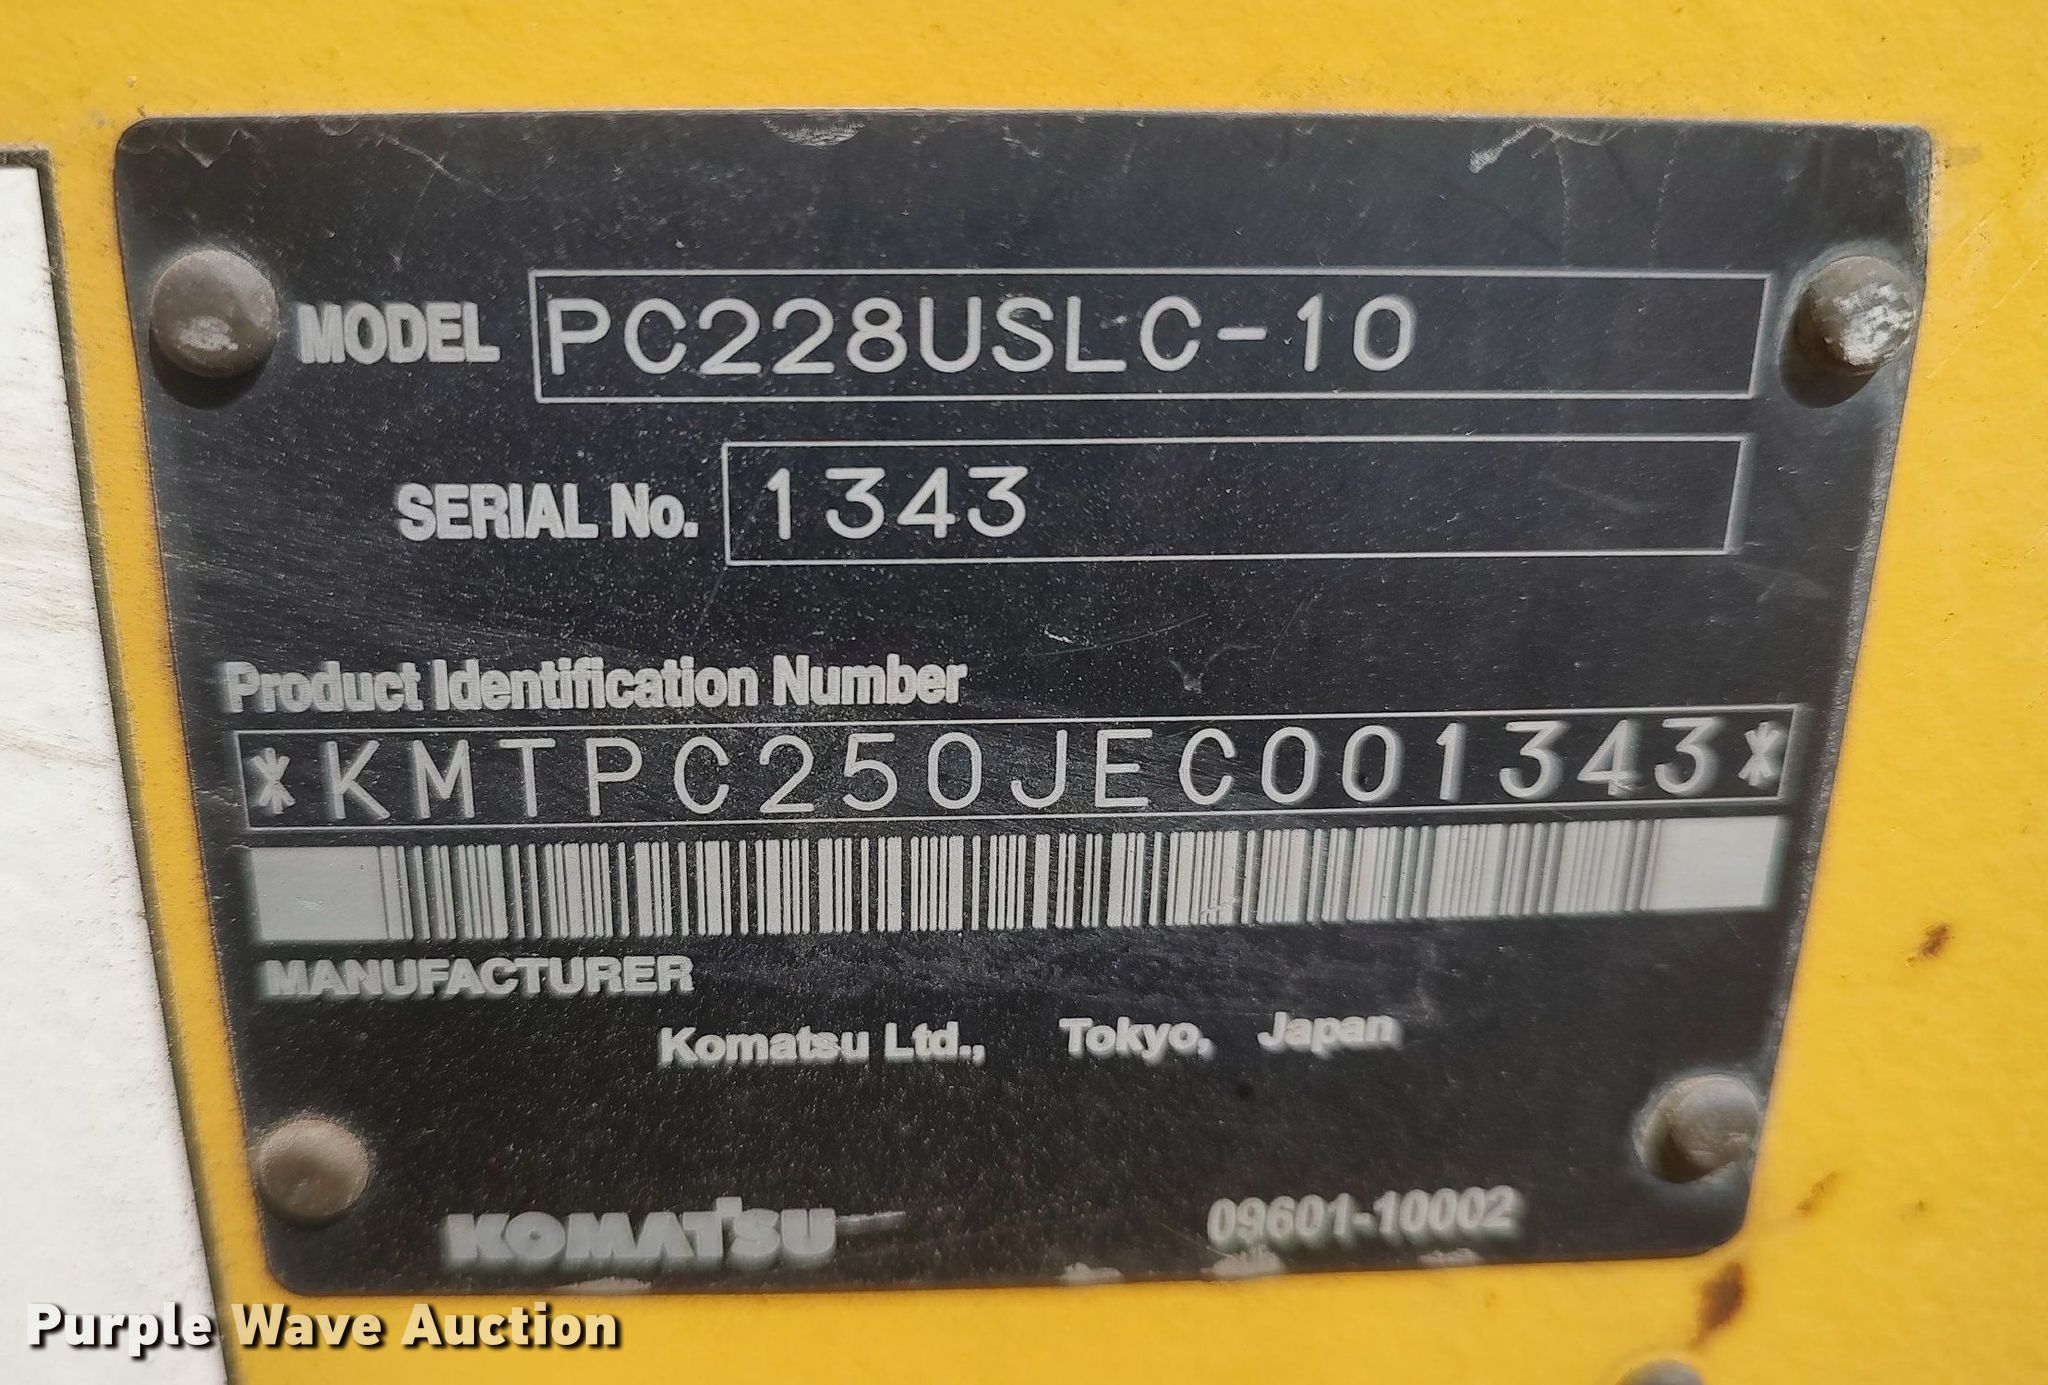 MODEL PC228USLC-10
SERIAL No. 1343
Product Identification Number
*KMTPC250JEC001343*
MANUFACTURER
Komatsu Ltd., Tokyo, Japan
KOMATSU 09601-10002
Purple Wave Auction